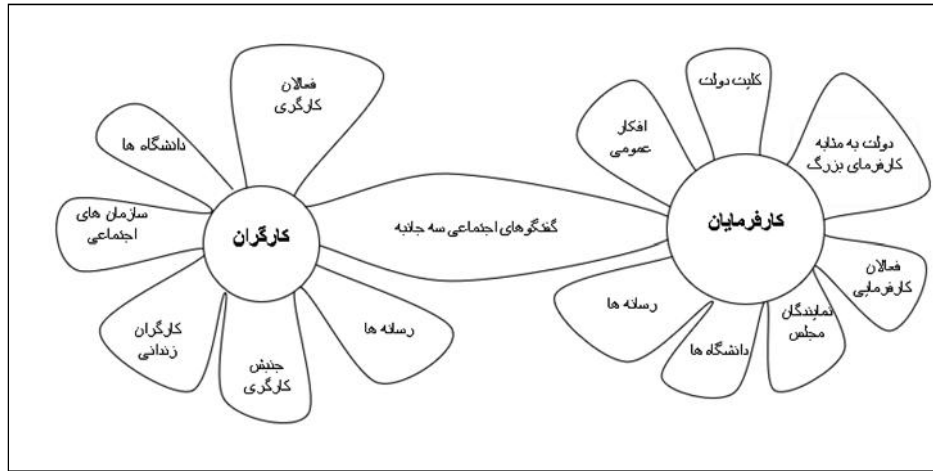 کلیت دولت
دولت به مثابه
کارفرمای بزرگ
افکار
عمومی
کارفرمایان
فعالان
کارفرمایی
نمایندگان
مجلس
دانشگاه ها
رسانه ها
گفتگوهای اجتماعی سه جانبه
فعالان
کارگری
دانشگاه ها
کارگران
سازمان های
اجتماعی
کارگران
زندانی
جنبش
کارگری
رسانه ها